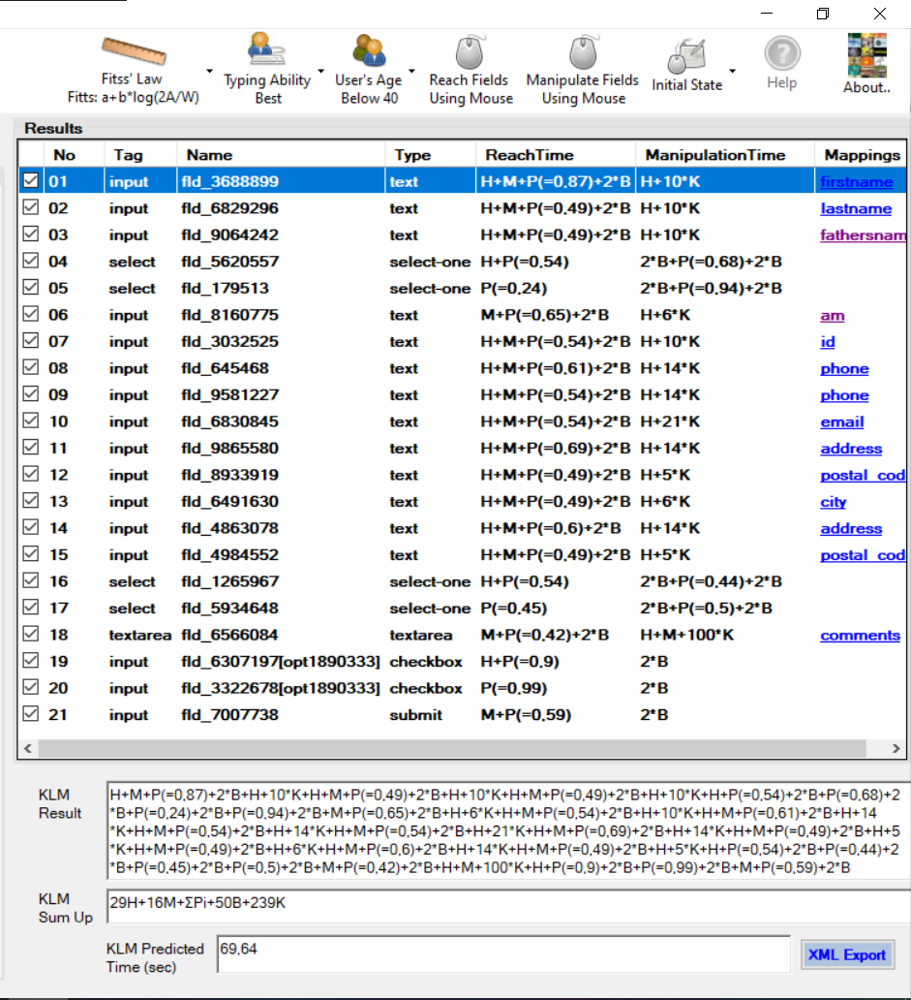 Fitss' Law
Fitts: a+b*log(2A/W)
Typing Ability
Best
User's Age
Below 40
Reach Fields
Using Mouse
Manipulate Fields
Using Mouse
Initial State
Help
About..
Results
No Tag Name Type ReachTime ManipulationTime Mappings
01 input fld_3688899 text H+M+P(=0,87)+2*B H+10*K firstname
02 input fld_6829296 text H+M+P(=0,49)+2*B H+10*K lastname
03 input fld_9064242 text H+M+P(=0,49)+2*B H+10*K fathersnam
04 select fld_5620557 select-one H+P(=0,54) 2*B+P(=0,68)+2*B
05 select fld_179513 select-one P(=0,24) 2*B+P(=0,94)+2*B
06 input fld_8160775 text M+P(=0,65)+2*B H+6*K am
07 input fld_3032525 text H+M+P(=0,54)+2*B H+10*K id
08 input fld_645468 text H+M+P(=0,61)+2*B H+14*K phone
09 input fld_9581227 text H+M+P(=0,54)+2*B H+14*K phone
10 input fld_6830845 text H+M+P(=0,54)+2*B H+21*K email
11 input fld_9865580 text H+M+P(=0,69)+2*B H+14*K address
12 input fld_8933919 text H+M+P(=0,49)+2*B H+5*K postal_cod
13 input fld_6491630 text H+M+P(=0,49)+2*B H+6*K city
14 input fld_4863078 text H+M+P(=0,6)+2*B H+14*K address
15 input fld_4984552 text H+M+P(=0,49)+2*B H+5*K postal_cod
16 select fld_1265967 select-one H+P(=0,54) 2*B+P(=0,44)+2*B
17 select fld_5934648 select-one P(=0,45) 2*B+P(=0,5)+2*B
18 textarea fld_6566084 textarea M+P(=0,42)+2*B H+M+100*K comments
19 input fld_6307197[opt1890333] checkbox H+P(=0,9) 2*B
20 input fld_3322678[opt1890333] checkbox P(=0,99) 2*B
21 input fld_7007738 submit M+P(=0,59) 2*B
KLM
Result
H+M+P(=0,87)+2*B+H+10*K+H+M+P(=0,49)+2*B+H+10*K+H+M+P(=0,49)+2*B+H+10*K+H+P(=0,54)+2*B+P(=0,68)+2
*B+P(=0,24)+2*B+P(=0,94)+2*B+M+P(=0,65)+2*B+H+6*K+H+M+P(=0,54)+2*B+H+10*K+H+M+P(=0,61)+2*B+H+14
*K+H+M+P(=0,54)+2*B+H+14*K+H+M+P(=0,54)+2*B+H+21*K+H+M+P(=0,69)+2*B+H+14*K+H+M+P(=0,49)+2*B+H+5
*K+H+M+P(=0,49)+2*B+H+6*K+H+M+P(=0,6)+2*B+H+14*K+H+M+P(=0,49)+2*B+H+5*K+H+P(=0,54)+2*B+P(=0,44)+2
*B+P(=0,45)+2*B+P(=0,5)+2*B+M+P(=0,42)+2*B+H+M+100*K+H+P(=0,9)+2*B+P(=0,99)+2*B+M+P(=0,59)+2*B
KLM
Sum Up
29H+16M+ΣPi+50B+239K
KLM Predicted
Time (sec)
69,64
XML Export